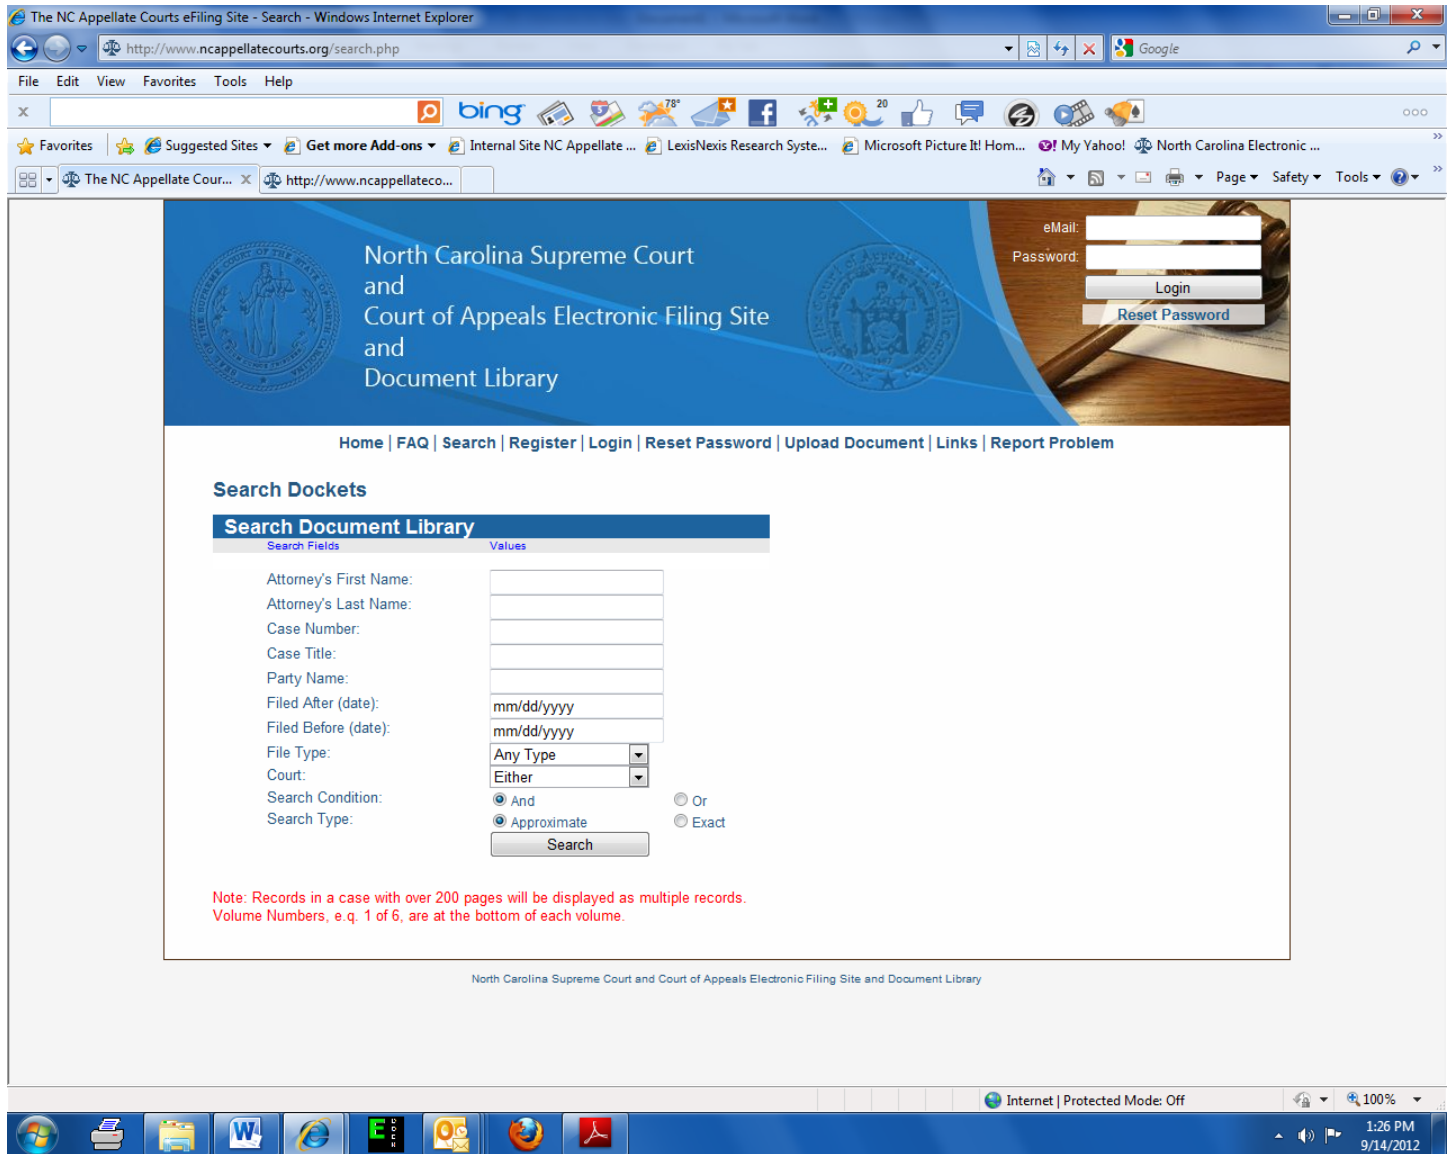 The NC Appellate Courts eFiling Site - Search - Windows Internet Explorer
http://www.ncappellatecourts.org/search.php
Google
File Edit View Favorites Tools Help
x bing 78° 20
Favorites Suggested Sites Get more Add-ons Internal Site NC Appellate ... LexisNexis Research Syste... Microsoft Picture It! Hom... My Yahoo! North Carolina Electronic ... »
The NC Appellate Cour... X http://www.ncappellateco... Page Safety Tools »
North Carolina Supreme Court
and
Court of Appeals Electronic Filing Site
and
Document Library
eMail:
Password:
Login
Reset Password
Home | FAQ | Search | Register | Login | Reset Password | Upload Document | Links | Report Problem
Search Dockets
Search Document Library
Search Fields Values
Attorney's First Name:
Attorney's Last Name:
Case Number:
Case Title:
Party Name:
Filed After (date): mm/dd/yyyy
Filed Before (date): mm/dd/yyyy
File Type: Any Type
Court: Either
Search Condition: And Or
Search Type: Approximate Exact
Search
Note: Records in a case with over 200 pages will be displayed as multiple records.
Volume Numbers, e.q. 1 of 6, are at the bottom of each volume.
North Carolina Supreme Court and Court of Appeals Electronic Filing Site and Document Library
Internet | Protected Mode: Off 100%
1:26 PM
9/14/2012